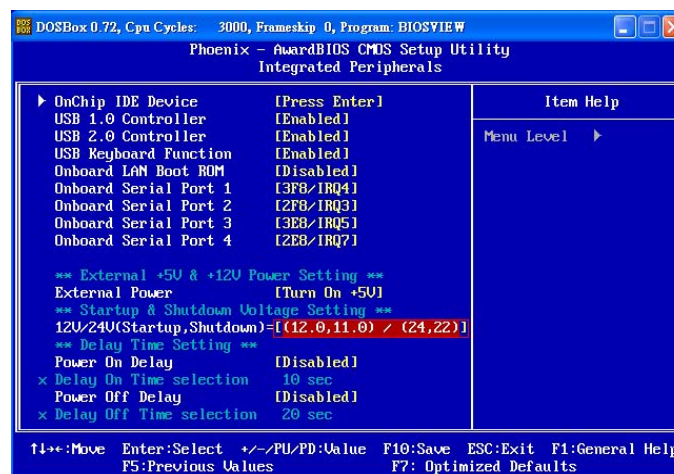 DOSBox 0.72, Cpu Cycles: 3000, Frameskip 0, Program: BIOSVIEW
Phoenix - AwardBIOS CMOS Setup Utility
Integrated Peripherals
OnChip IDE Device [Press Enter]
Item Help
USB 1.0 Controller [Enabled]
USB 2.0 Controller [Enabled]
Menu Level
USB Keyboard Function [Enabled]
Onboard LAN Boot ROM [Disabled]
Onboard Serial Port 1 [3F8/IRQ4]
Onboard Serial Port 2 [2F8/IRQ3]
Onboard Serial Port 3 [3E8/IRQ5]
Onboard Serial Port 4 [2E8/IRQ7]
** External +5V & +12V Power Setting **
External Power [Turn On +5V]
** Startup & Shutdown Voltage Setting **
12V/24V(Startup,Shutdown)=[(12.0,11.0) / (24,22)]
** Delay Time Setting **
Power On Delay [Disabled]
x Delay On Time selection 10 sec
Power Off Delay [Disabled]
x Delay Off Time selection 20 sec
↑↓→←:Move Enter:Select +/-/PU/PD:Value F10:Save ESC:Exit F1:General Help
F5:Previous Values F7: Optimized Defaults